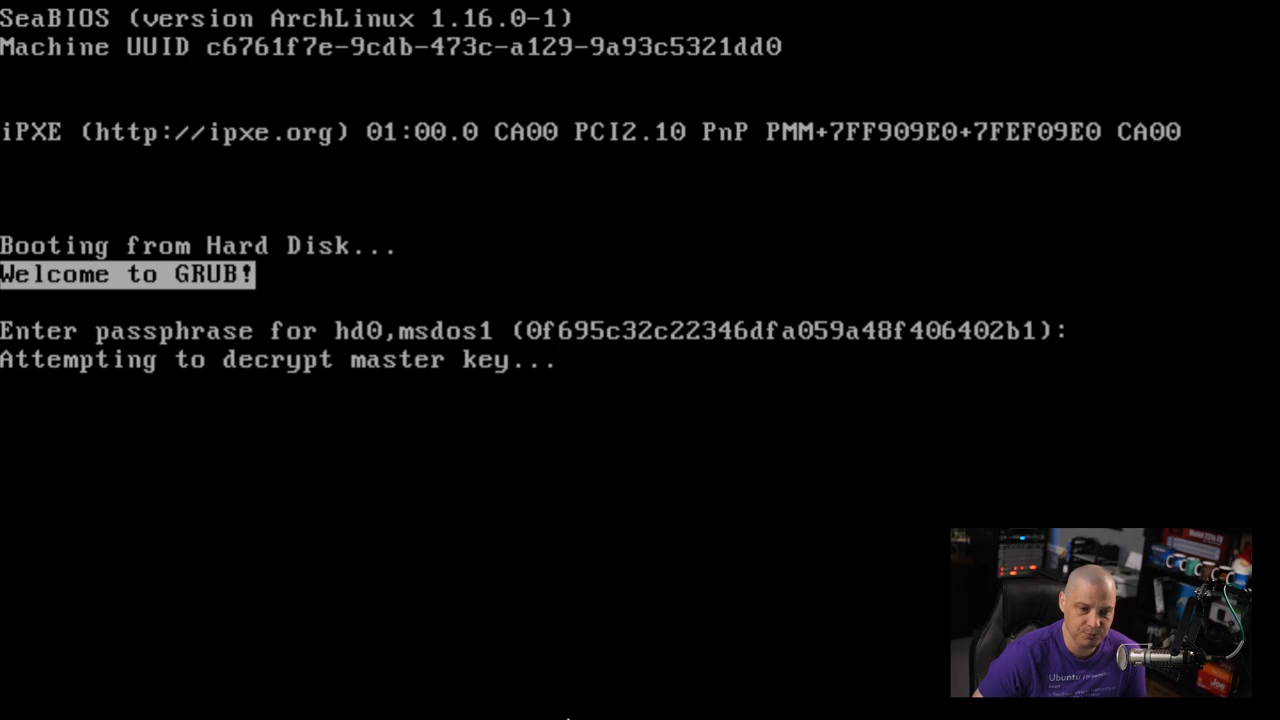 SeaBIOS (version ArchLinux 1.16.0-1)
Machine UUID c6761f7e-9cdb-473c-a129-9a93c5321dd0
iPXE (http://ipxe.org) 01:00.0 CA00 PCI2.10 PnP PMM+7FF909E0+7FEF09E0 CA00
Booting from Hard Disk...
Welcome to GRUB!
Enter passphrase for hd0,msdos1 (0f695c32c22346dfa059a48f406402b1):
Attempting to decrypt master key...
Ubuntu